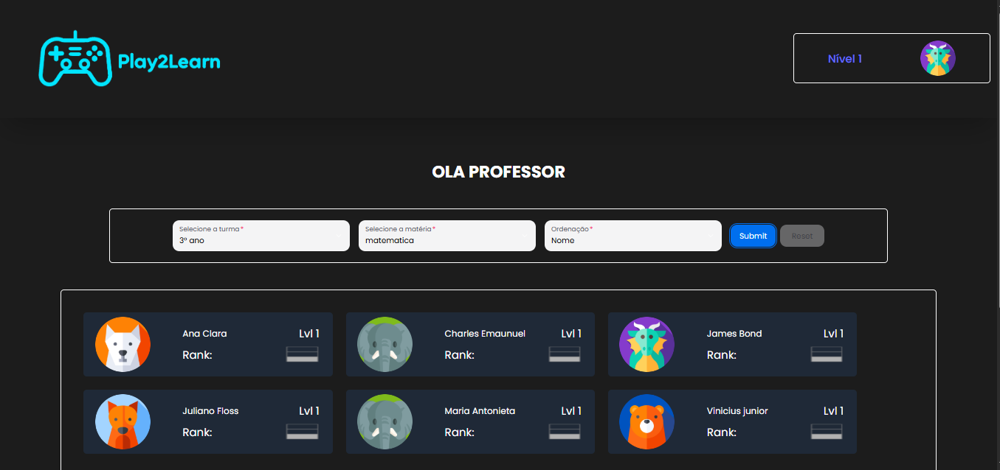 Play2Learn
Nível 1
OLA PROFESSOR
Selecione a turma*
3º ano
Selecione a matéria*
matematica
Ordenação*
Nome
Submit
Reset
Ana Clara
Lvl 1
Rank:
Charles Emaunuel
Lvl 1
Rank:
James Bond
Lvl 1
Rank:
Juliano Floss
Lvl 1
Rank:
Maria Antonieta
Lvl 1
Rank:
Vinicius junior
Lvl 1
Rank: